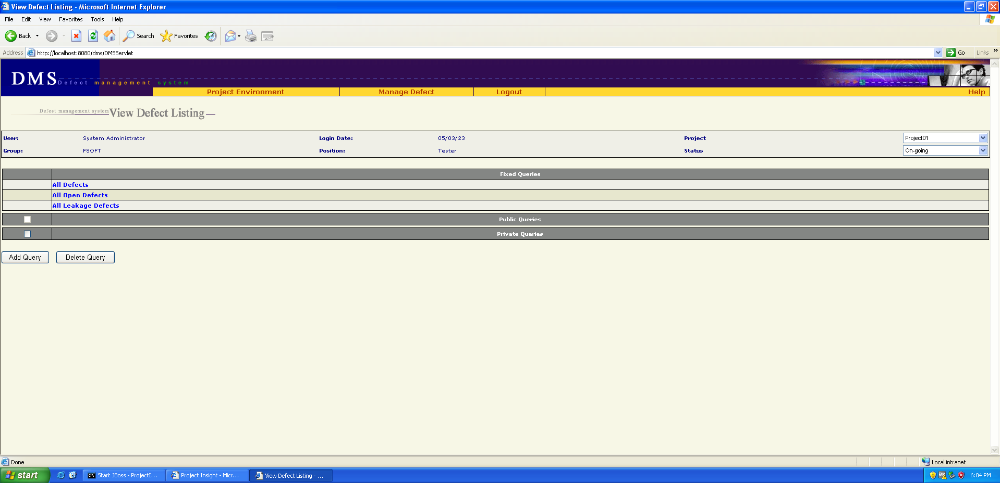 View Defect Listing - Microsoft Internet Explorer
File Edit View Favorites Tools Help
Back Search Favorites
Address http://localhost:8080/dms/DMSServlet Go Links »
DMS Defect management system
Project Environment Manage Defect Logout Help
Defect management system View Defect Listing
User: System Administrator Login Date: 05/03/23 Project Project01
Group: FSOFT Position: Tester Status On-going
Fixed Queries
All Defects
All Open Defects
All Leakage Defects
Public Queries
Private Queries
Add Query Delete Query
Done Local intranet
start Start JBoss - ProjectI... Project Insight - Micr... View Defect Listing - ... 6:04 PM